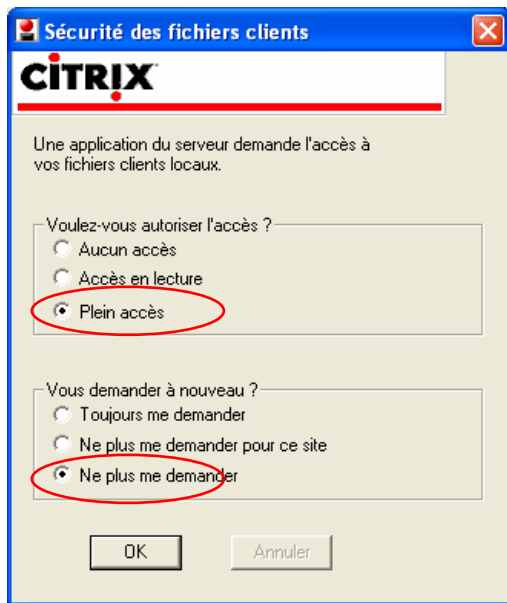 Sécurité des fichiers clients
CİTRIX
Une application du serveur demande l'accès à
vos fichiers clients locaux.
Voulez-vous autoriser l'accès ?
Aucun accès
Accès en lecture
Plein accès
Vous demander à nouveau ?
Toujours me demander
Ne plus me demander pour ce site
Ne plus me demander
OK
Annuler